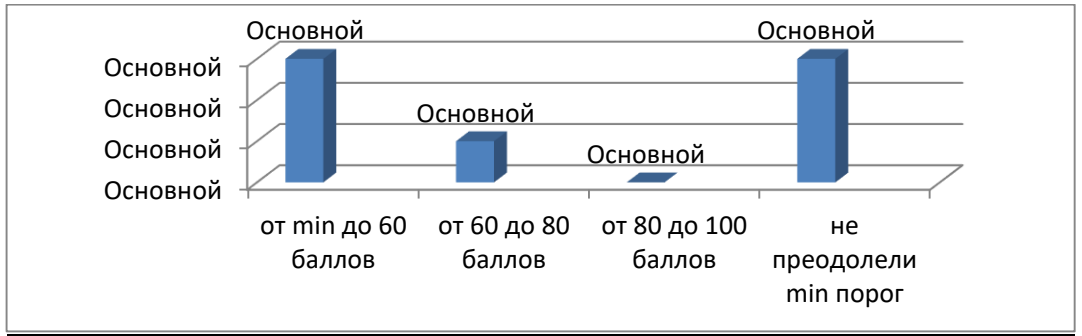 Основной
Основной
Основной
Основной
Основной
Основной
Основной
Основной
от min до 60
баллов
от 60 до 80
баллов
от 80 до 100
баллов
не
преодолели
min порог